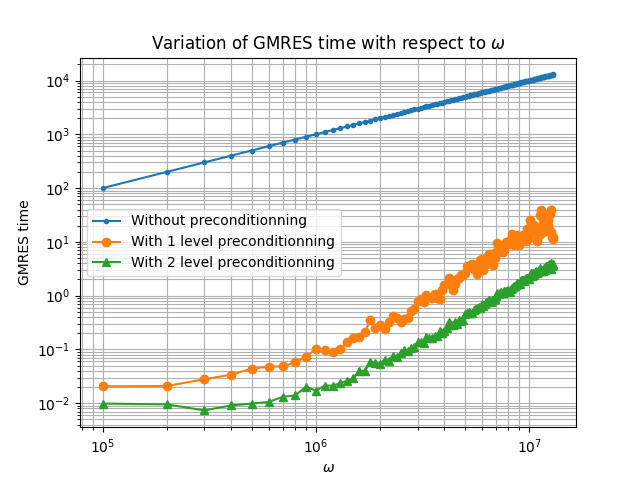 Variation of GMRES time with respect to ω
GMRES time
10⁴
10³
10²
10¹
10⁰
10⁻¹
10⁻²
Without preconditionning
With 1 level preconditionning
With 2 level preconditionning
10⁵ 10⁶ 10⁷
ω